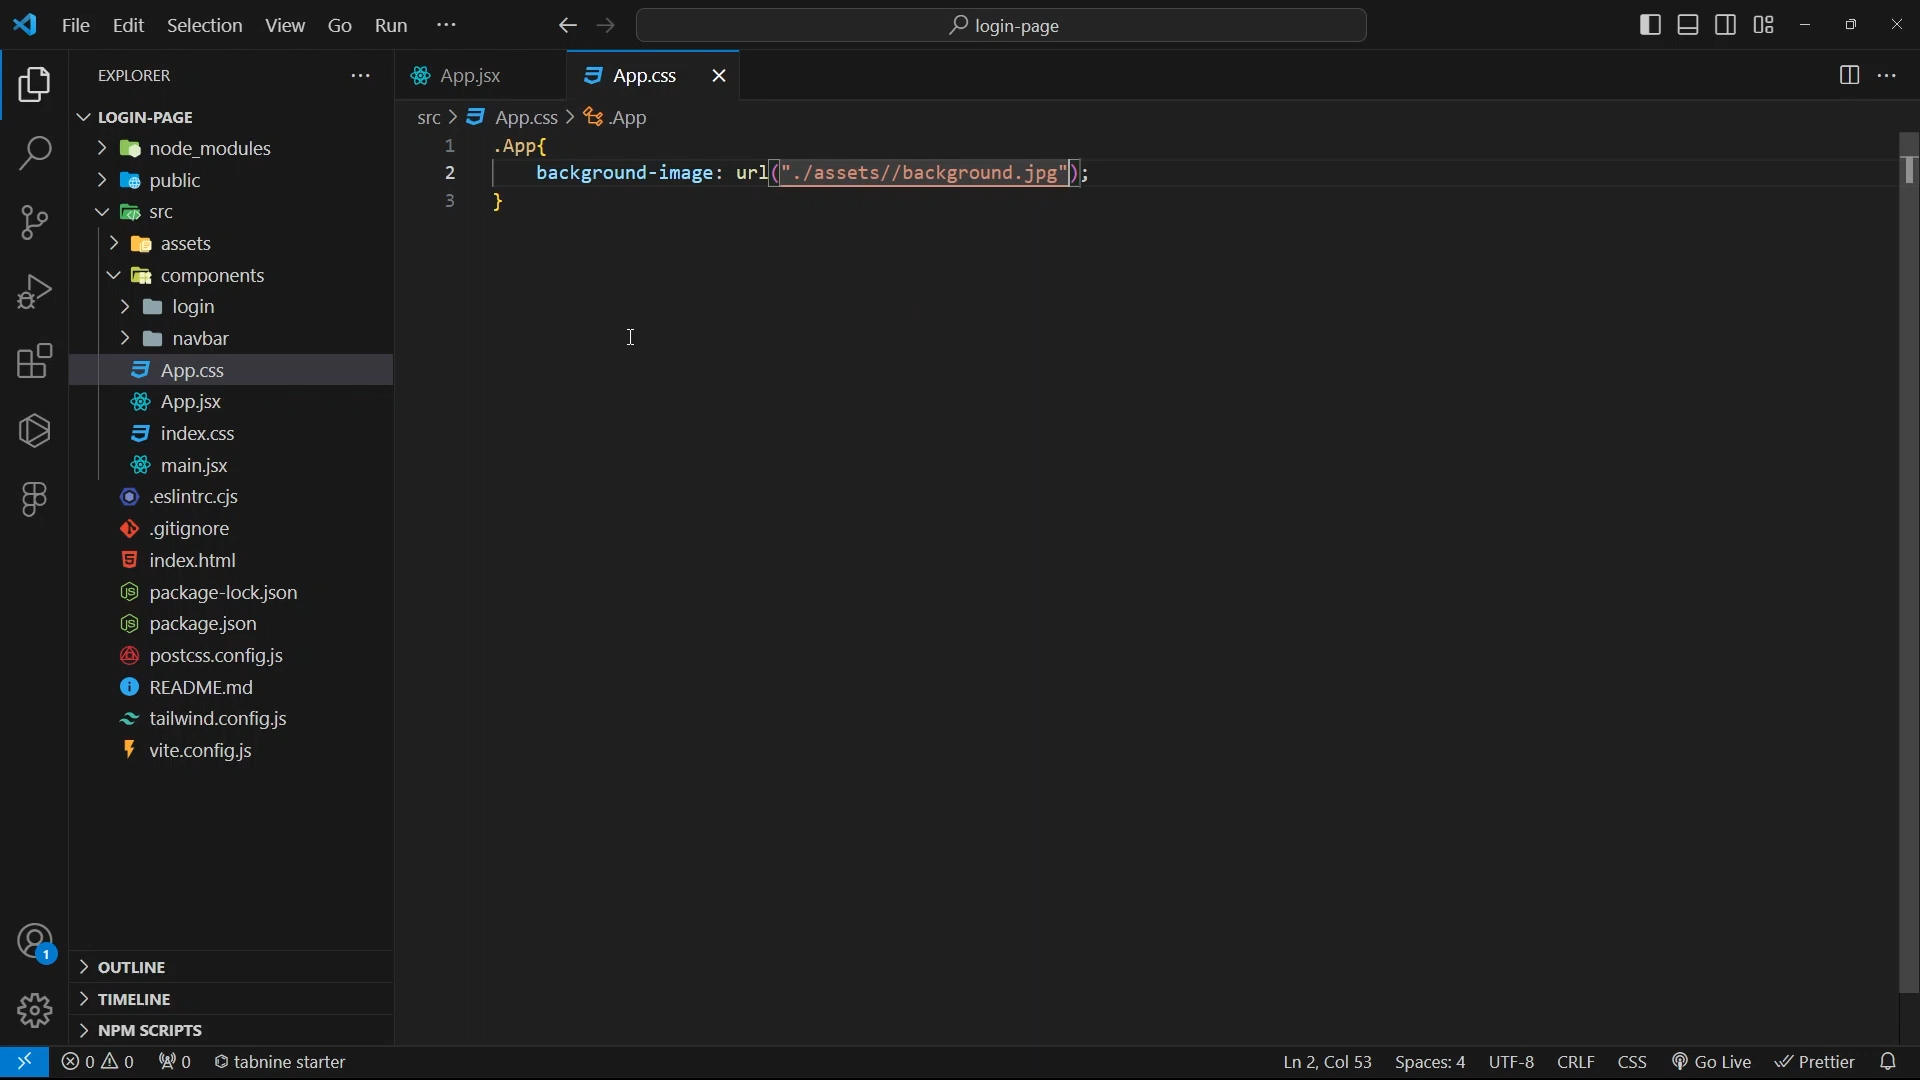 File Edit Selection View Go Run ···
login-page
EXPLORER
App.jsx
App.css
LOGIN-PAGE
src > App.css > .App
node_modules
public
src
assets
components
login
navbar
App.css
App.jsx
index.css
main.jsx
.eslintrc.cjs
.gitignore
index.html
package-lock.json
package.json
postcss.config.js
README.md
tailwind.config.js
vite.config.js
1 .App{
2 background-image: url("./assets//background.jpg");
3 }
1
OUTLINE
TIMELINE
NPM SCRIPTS
0 0 0 tabnine starter
Ln 2, Col 53 Spaces: 4 UTF-8 CRLF CSS Go Live Prettier